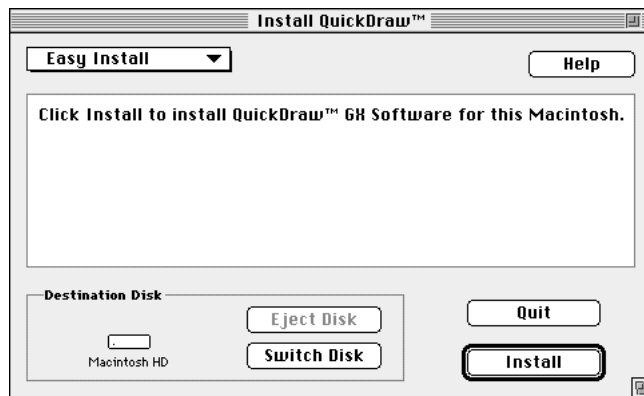 Install QuickDraw™
Easy Install
Help
Click Install to install QuickDraw™ GX Software for this Macintosh.
Destination Disk
Eject Disk
Quit
Macintosh HD
Switch Disk
Install